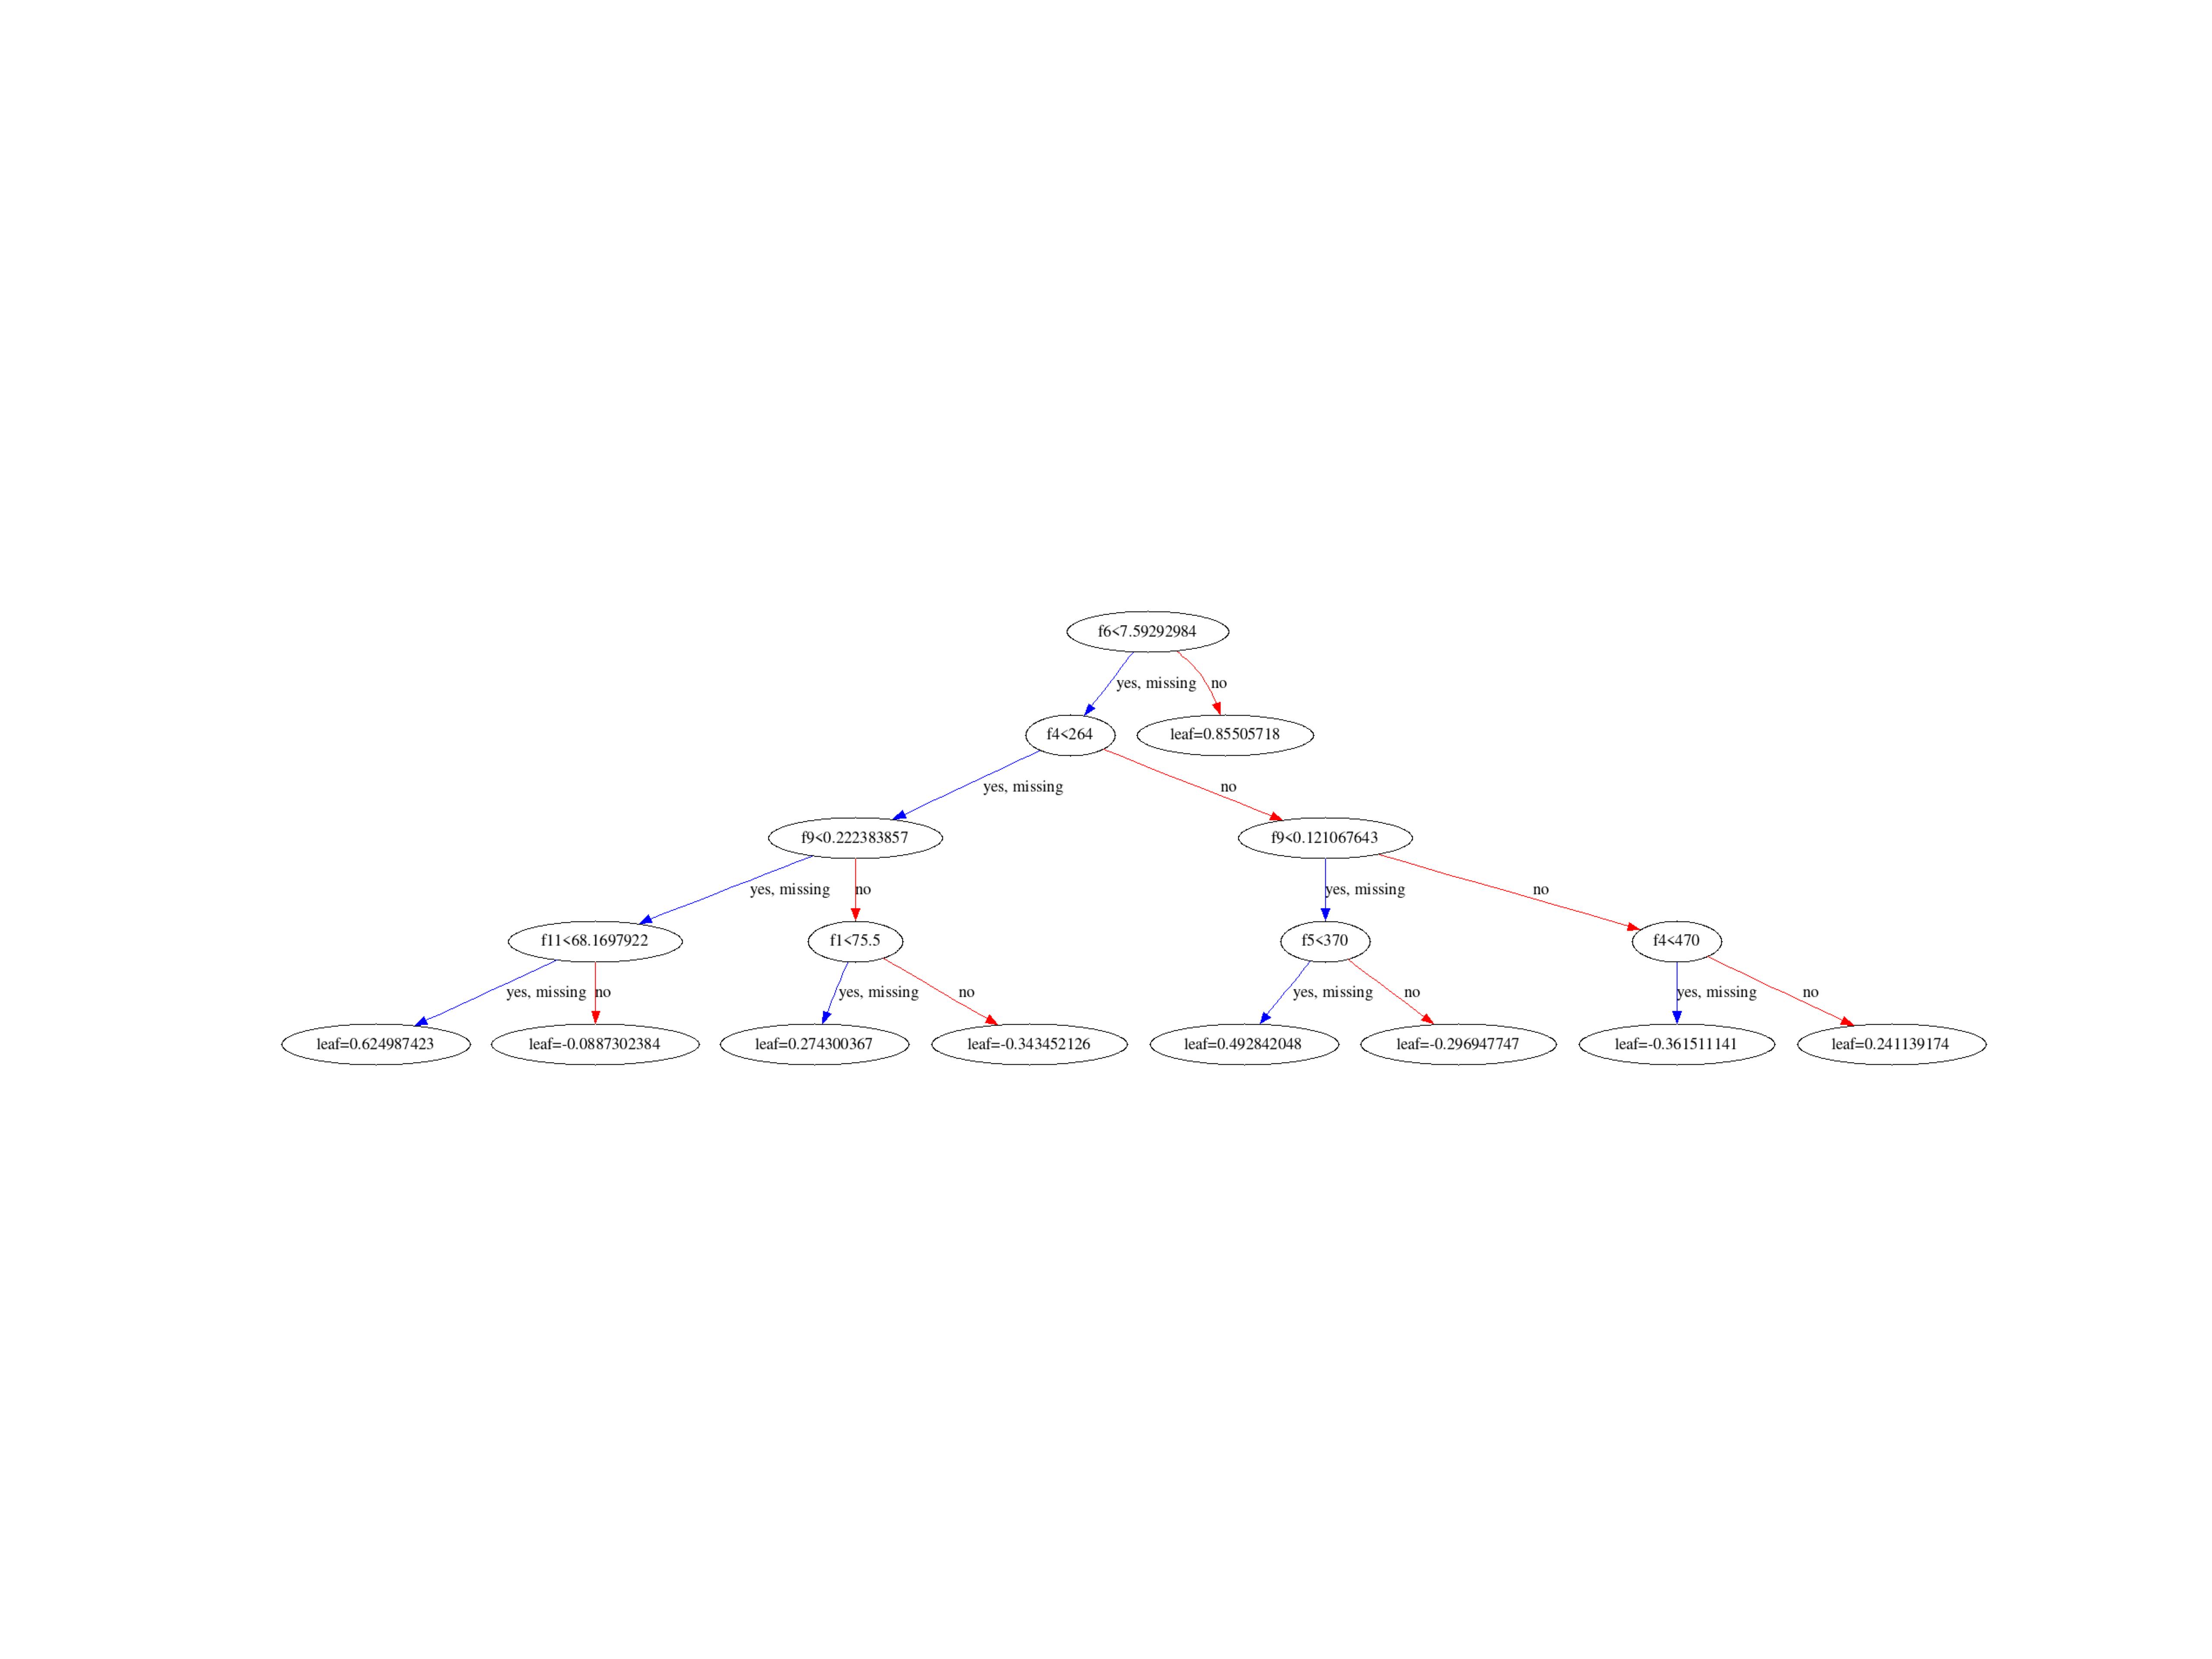 f6<7.59292984
yes, missing
no
f4<264
leaf=0.85505718
yes, missing
no
f9<0.222383857
f9<0.121067643
yes, missing
no
yes, missing
no
f11<68.1697922
f1<75.5
f5<370
f4<470
yes, missing
no
yes, missing
no
yes, missing
no
yes, missing
no
leaf=0.624987423
leaf=-0.0887302384
leaf=0.274300367
leaf=-0.343452126
leaf=0.492842048
leaf=-0.296947747
leaf=-0.361511141
leaf=0.241139174